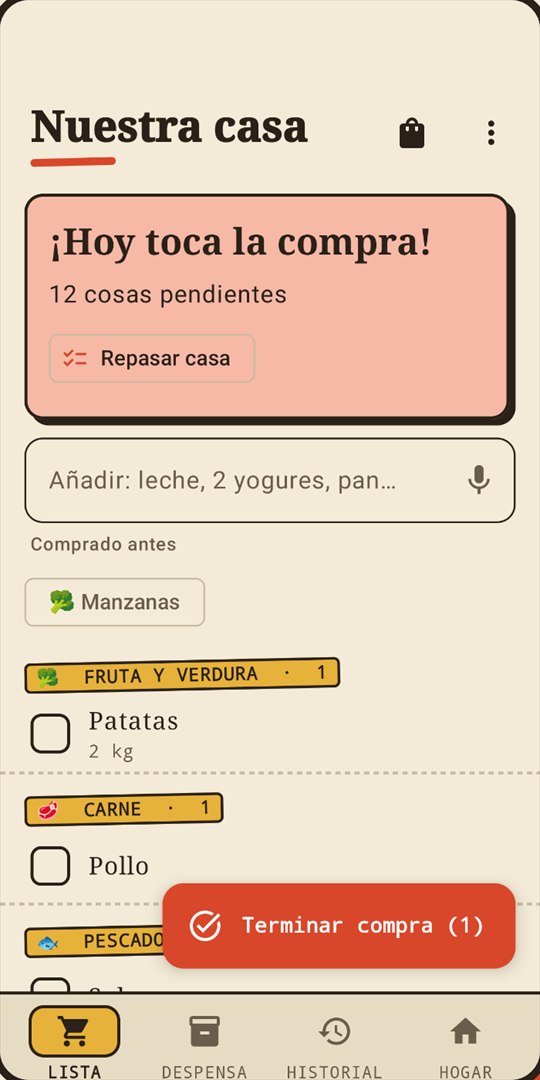 Nuestra casa
¡Hoy toca la compra!
12 cosas pendientes
Repasar casa
Añadir: leche, 2 yogures, pan…
Comprado antes
Manzanas
FRUTA Y VERDURA · 1
Patatas
2 kg
CARNE · 1
Pollo
Terminar compra (1)
PESCADO
LISTA
DESPENSA
HISTORIAL
HOGAR